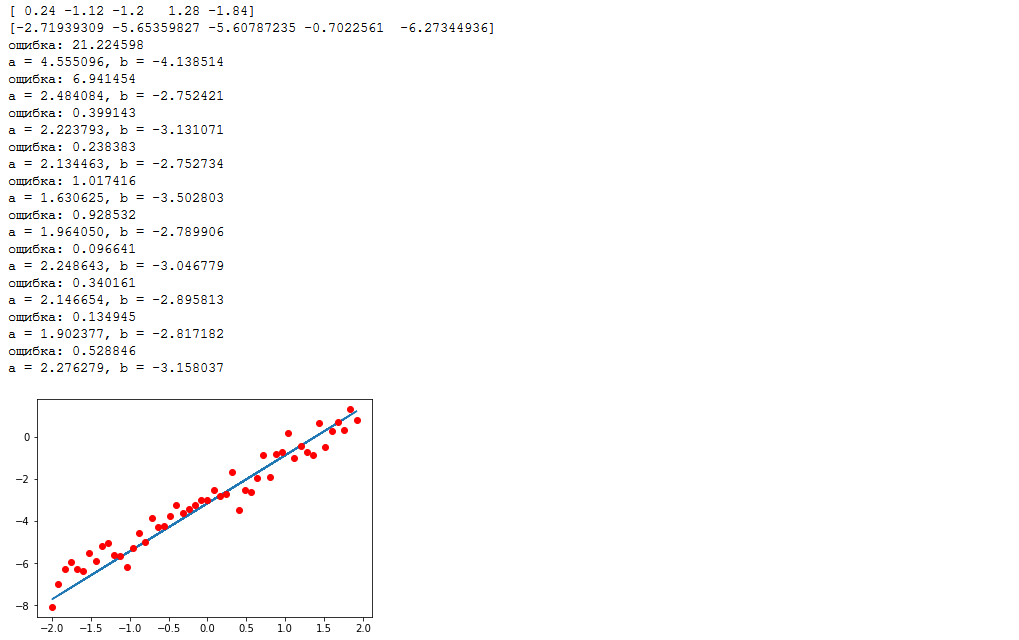 [ 0.24 -1.12 -1.2   1.28 -1.84]
[-2.71939309 -5.65359827 -5.60787235 -0.7022561  -6.27344936]
ошибка: 21.224598
a = 4.555096, b = -4.138514
ошибка: 6.941454
a = 2.484084, b = -2.752421
ошибка: 0.399143
a = 2.223793, b = -3.131071
ошибка: 0.238383
a = 2.134463, b = -2.752734
ошибка: 1.017416
a = 1.630625, b = -3.502803
ошибка: 0.928532
a = 1.964050, b = -2.789906
ошибка: 0.096641
a = 2.248643, b = -3.046779
ошибка: 0.340161
a = 2.146654, b = -2.895813
ошибка: 0.134945
a = 1.902377, b = -2.817182
ошибка: 0.528846
a = 2.276279, b = -3.158037
0
−2
−4
−6
−8
−2.0 −1.5 −1.0 −0.5 0.0 0.5 1.0 1.5 2.0